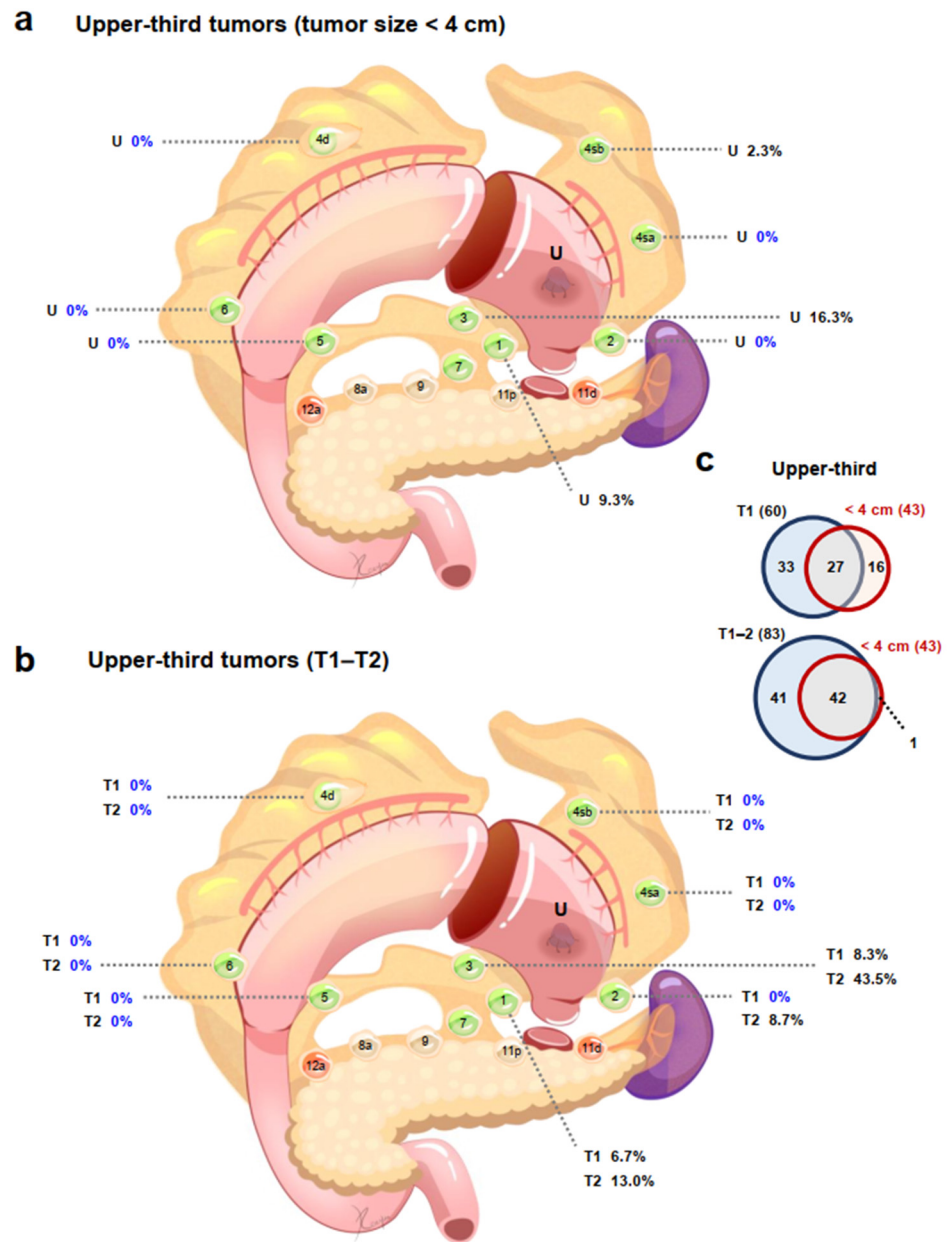 a Upper-third tumors (tumor size < 4 cm)
4d
U 0%
4sb
U 2.3%
4sa
U 0%
U
6
U 0%
3
U 16.3%
5
U 0%
1
2
U 0%
7
8a
9
11p
11d
12a
U 9.3%
c Upper-third
T1 (60)
< 4 cm (43)
33
27
16
T1–2 (83)
< 4 cm (43)
41
42
1
b Upper-third tumors (T1–T2)
4d
T1 0%
T2 0%
4sb
T1 0%
T2 0%
4sa
T1 0%
T2 0%
U
T1 0%
T2 0%
6
3
T1 8.3%
T2 43.5%
T1 0%
T2 0%
5
1
2
T1 0%
T2 8.7%
7
8a
9
11p
11d
12a
T1 6.7%
T2 13.0%